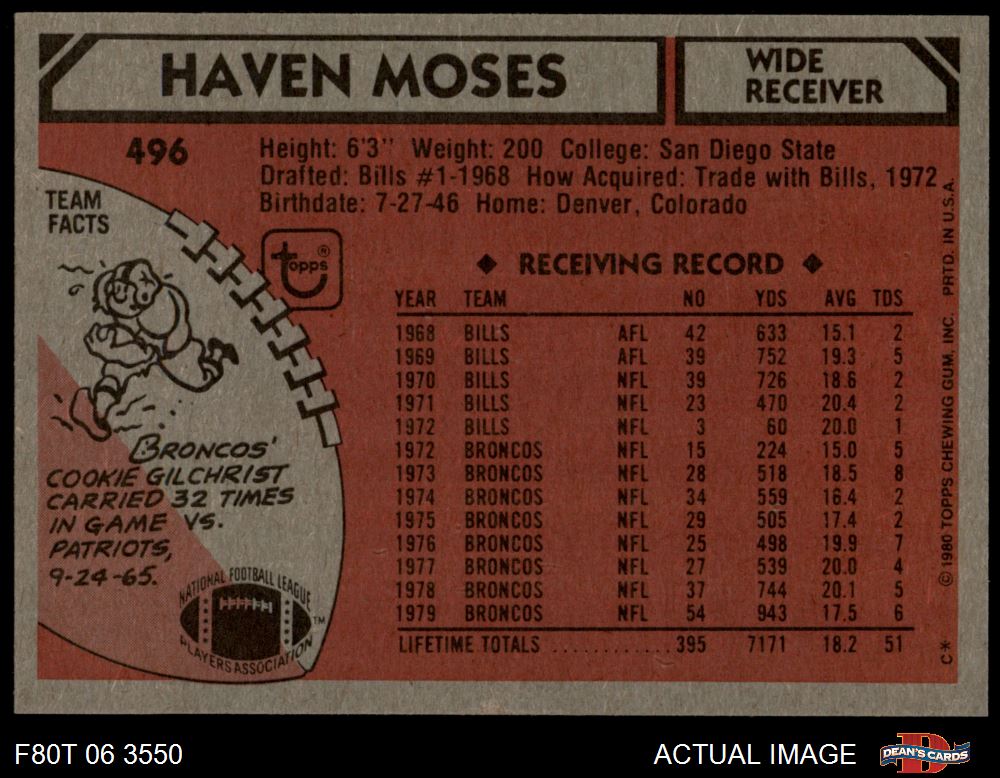 HAVEN MOSES
WIDE
RECEIVER
496
Height: 6'3" Weight: 200 College: San Diego State
Drafted: Bills #1-1968 How Acquired: Trade with Bills, 1972
Birthdate: 7-27-46 Home: Denver, Colorado
TEAM
FACTS
topps®
◆ RECEIVING RECORD ◆
YEAR TEAM NO YDS AVG TDS
1968 BILLS AFL 42 633 15.1 2
1969 BILLS AFL 39 752 19.3 5
1970 BILLS NFL 39 726 18.6 2
1971 BILLS NFL 23 470 20.4 2
1972 BILLS NFL 3 60 20.0 1
1972 BRONCOS NFL 15 224 15.0 5
1973 BRONCOS NFL 28 518 18.5 8
1974 BRONCOS NFL 34 559 16.4 2
1975 BRONCOS NFL 29 505 17.4 2
1976 BRONCOS NFL 25 498 19.9 7
1977 BRONCOS NFL 27 539 20.0 4
1978 BRONCOS NFL 37 744 20.1 5
1979 BRONCOS NFL 54 943 17.5 6
LIFETIME TOTALS ............ 395 7171 18.2 51
BRONCOS'
COOKIE GILCHRIST
CARRIED 32 TIMES
IN GAME VS.
PATRIOTS,
9-24-65.
NATIONAL FOOTBALL LEAGUE
PLAYERS ASSOCIATION
TM
C* © 1980 TOPPS CHEWING GUM, INC. PRTD. IN U.S.A.
F80T 06 3550
ACTUAL IMAGE
DEAN'S CARDS